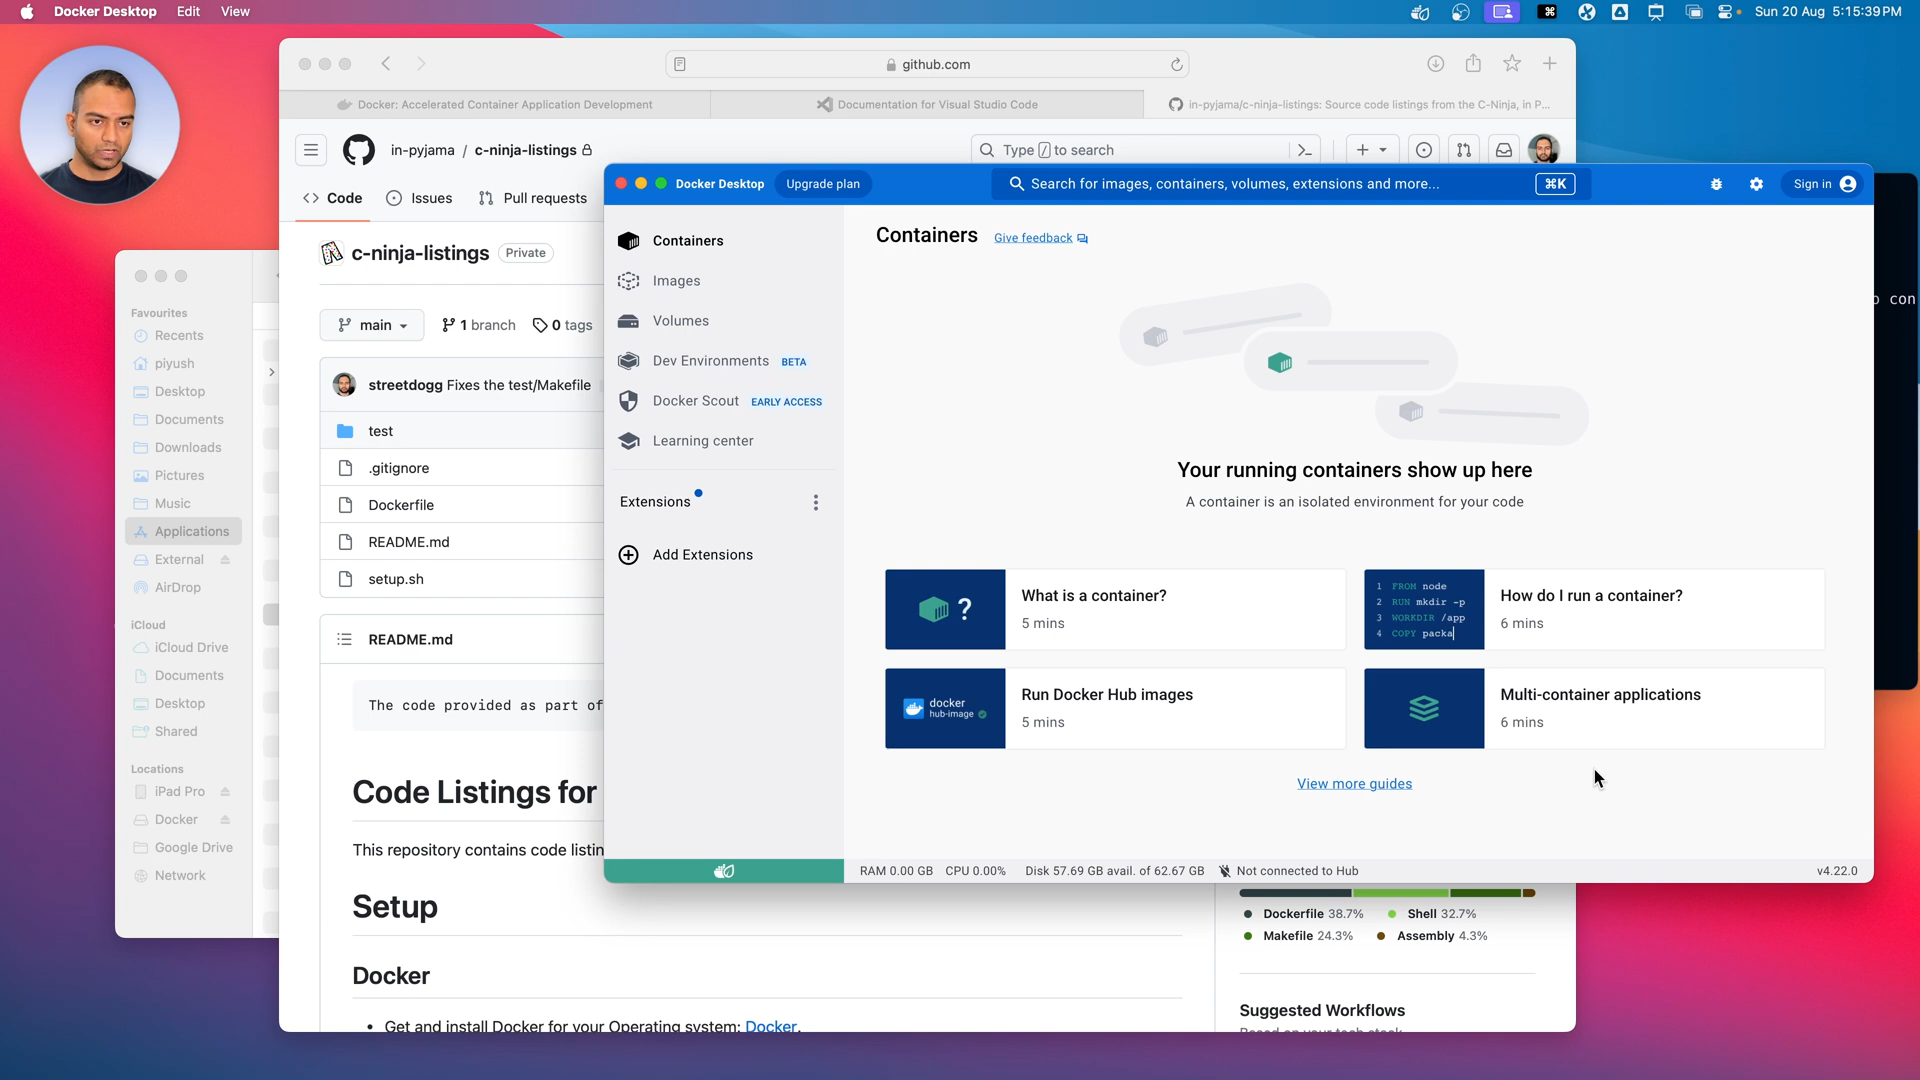 Docker Desktop Edit View
Sun 20 Aug 5:15:39 PM
github.com
Docker: Accelerated Container Application Development
Documentation for Visual Studio Code
in-pyjama/c-ninja-listings: Source code listings from the C-Ninja, in P...
in-pyjama / c-ninja-listings
Type / to search
Code
Issues
Pull requests
c-ninja-listings
Private
main
1 branch
0 tags
streetdogg Fixes the test/Makefile
test
.gitignore
Dockerfile
README.md
setup.sh
README.md
The code provided as part of
Code Listings for
This repository contains code listin
Setup
Docker
• Get and install Docker for your Operating system: Docker.
Dockerfile 38.7%
Shell 32.7%
Makefile 24.3%
Assembly 4.3%
Suggested Workflows
Based on your tech stack
Favourites
Recents
piyush
Desktop
Documents
Downloads
Pictures
Music
Applications
External
AirDrop
iCloud
iCloud Drive
Documents
Desktop
Shared
Locations
iPad Pro
Docker
Google Drive
Network
Docker Desktop
Upgrade plan
Search for images, containers, volumes, extensions and more...
⌘K
Sign in
Containers
Images
Volumes
Dev Environments BETA
Docker Scout EARLY ACCESS
Learning center
Extensions
Add Extensions
Containers
Give feedback
Your running containers show up here
A container is an isolated environment for your code
?
What is a container?
5 mins
1 FROM node
2 RUN mkdir -p
3 WORKDIR /app
4 COPY packa
How do I run a container?
6 mins
docker
hub-image
Run Docker Hub images
5 mins
Multi-container applications
6 mins
View more guides
RAM 0.00 GB CPU 0.00% Disk 57.69 GB avail. of 62.67 GB Not connected to Hub
v4.22.0
con